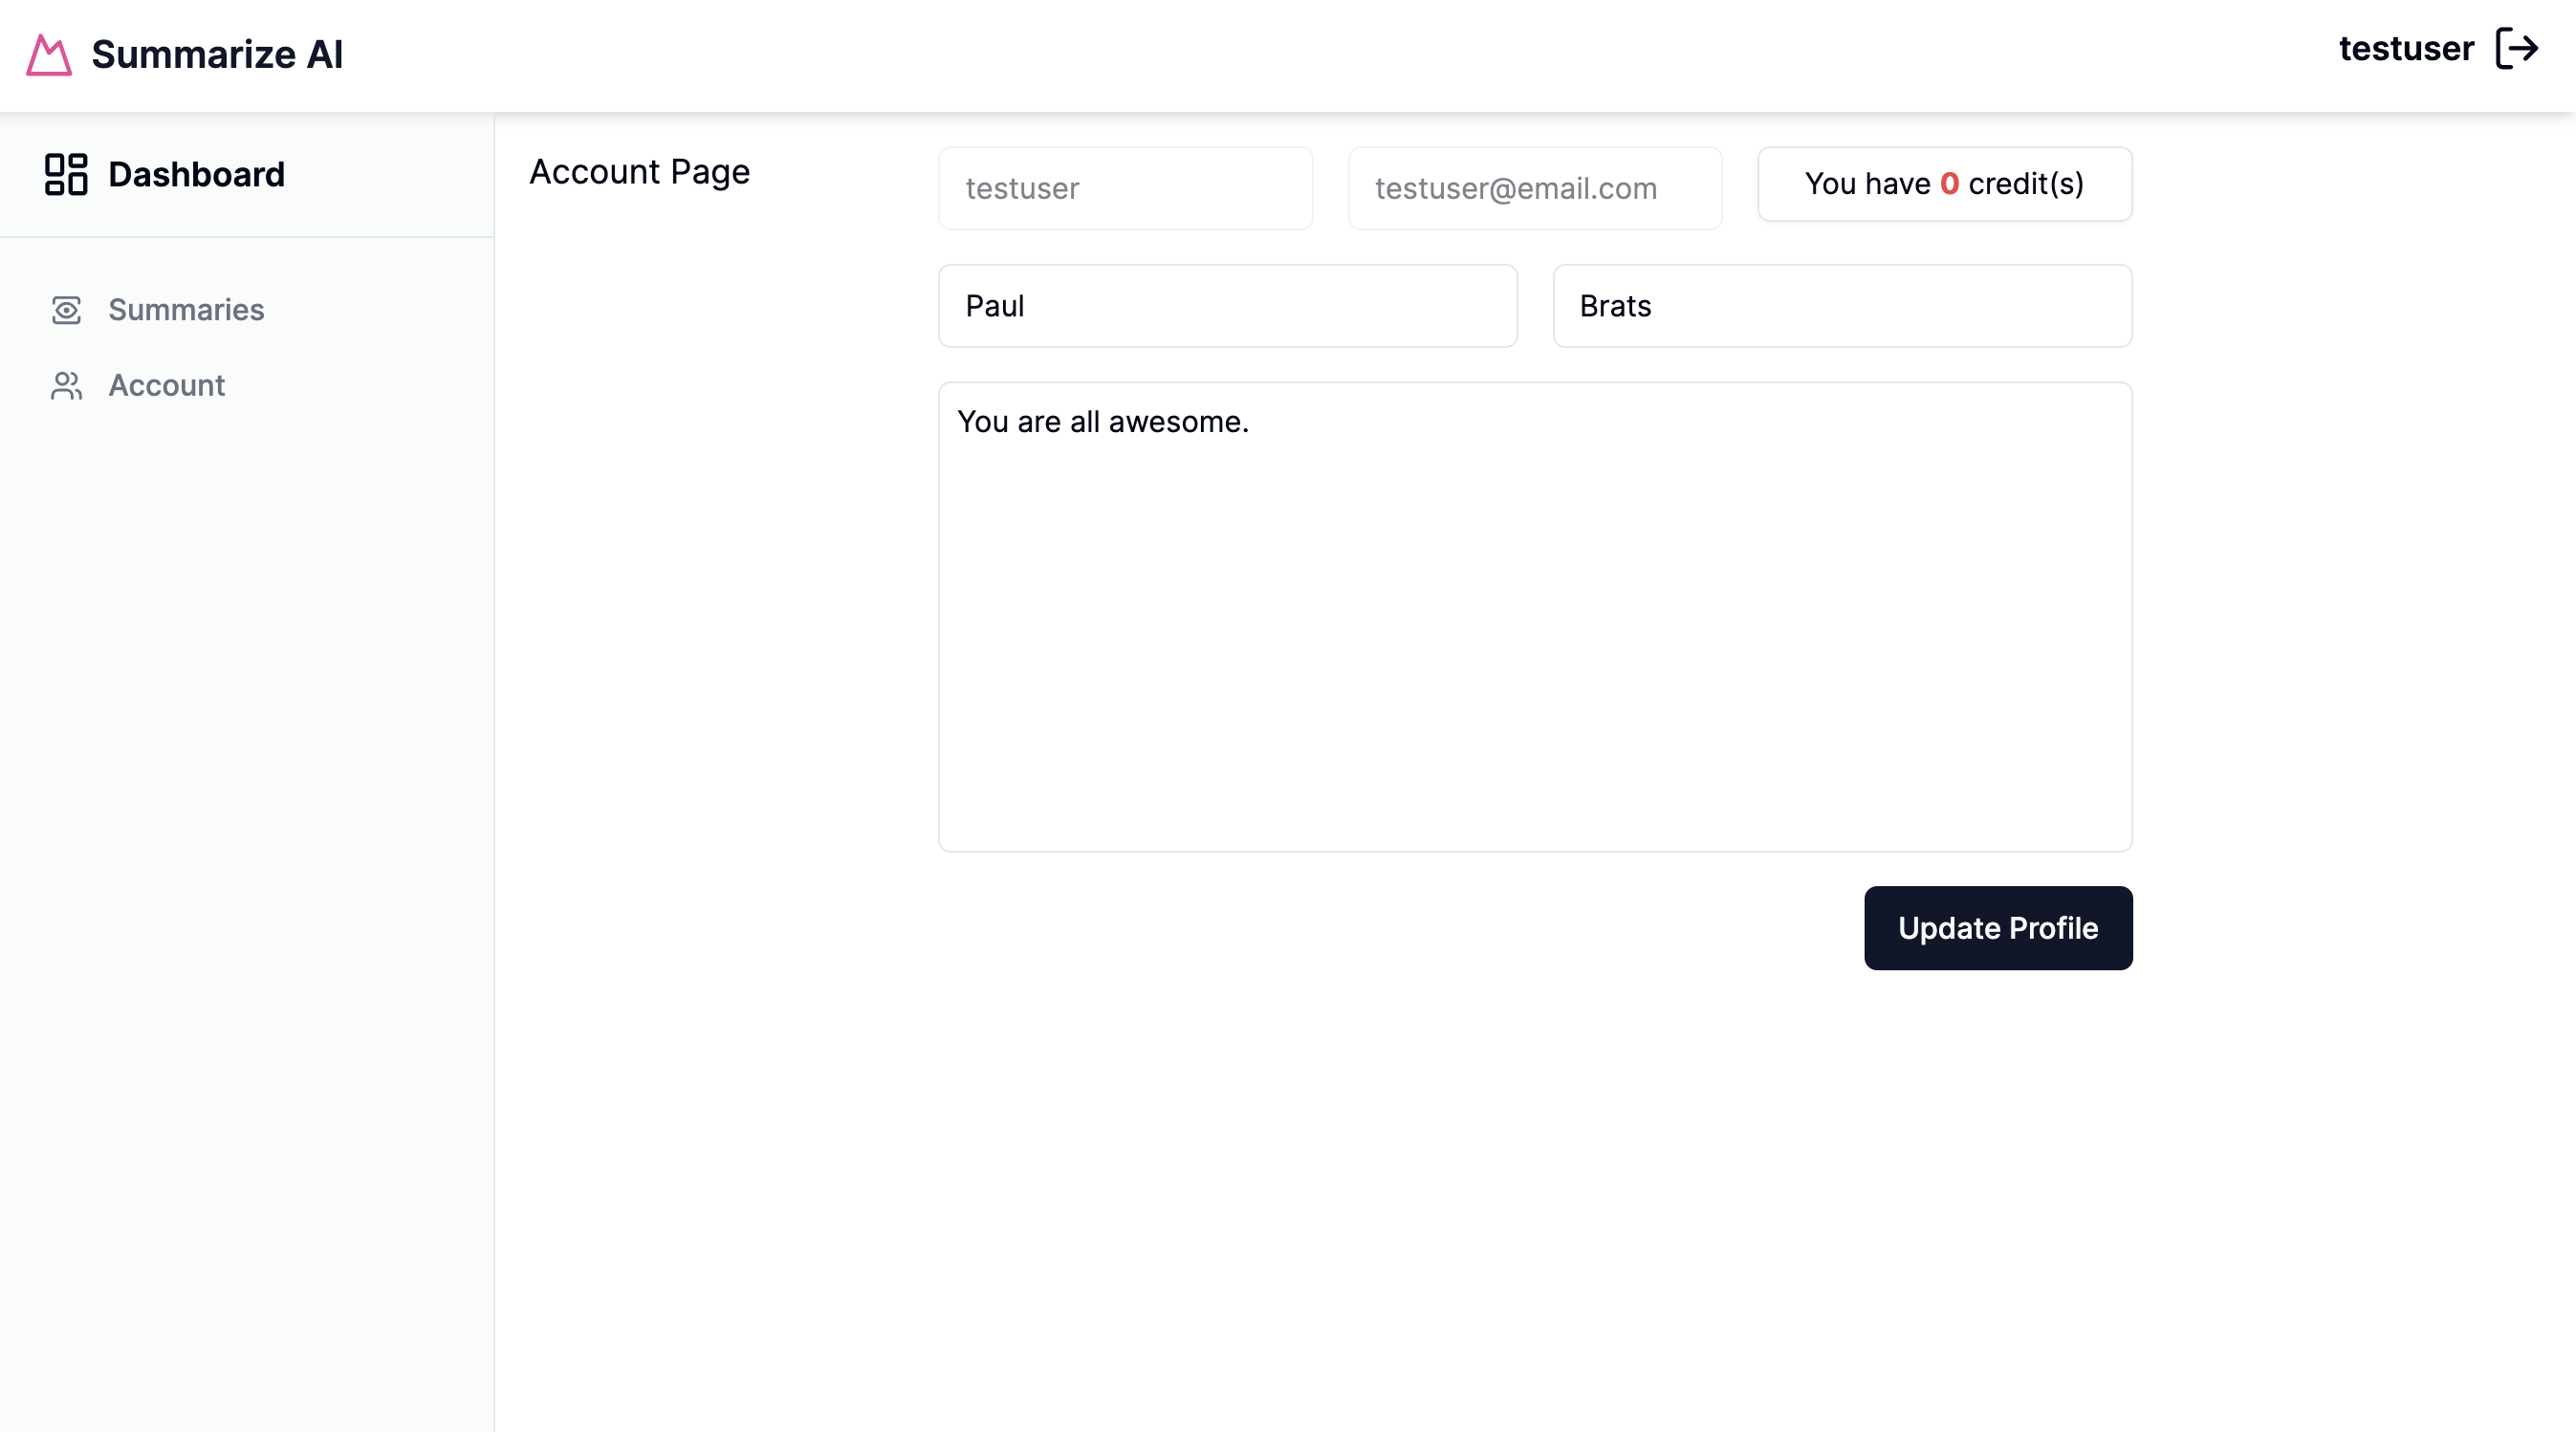 Summarize AI
testuser
Dashboard
Summaries
Account
Account Page
testuser
testuser@email.com
You have 0 credit(s)
Paul
Brats
You are all awesome.
Update Profile